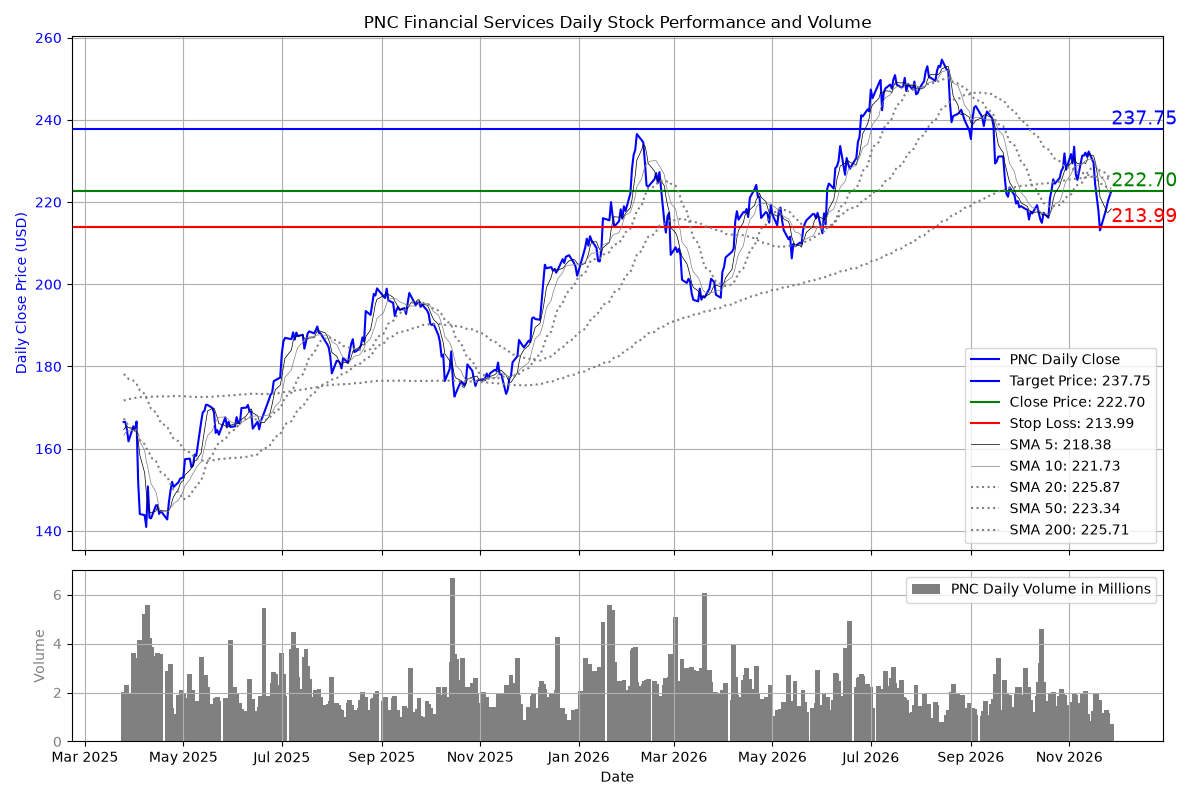 PNC Financial Services Daily Stock Performance and Volume
260
240
220
200
180
160
140
Daily Close Price (USD)
237.75
222.70
213.99
PNC Daily Close
Target Price: 237.75
Close Price: 222.70
Stop Loss: 213.99
SMA 5: 218.38
SMA 10: 221.73
SMA 20: 225.87
SMA 50: 223.34
SMA 200: 225.71
6
4
2
0
Volume
PNC Daily Volume in Millions
Mar 2025 May 2025 Jul 2025 Sep 2025 Nov 2025 Jan 2026 Mar 2026 May 2026 Jul 2026 Sep 2026 Nov 2026
Date